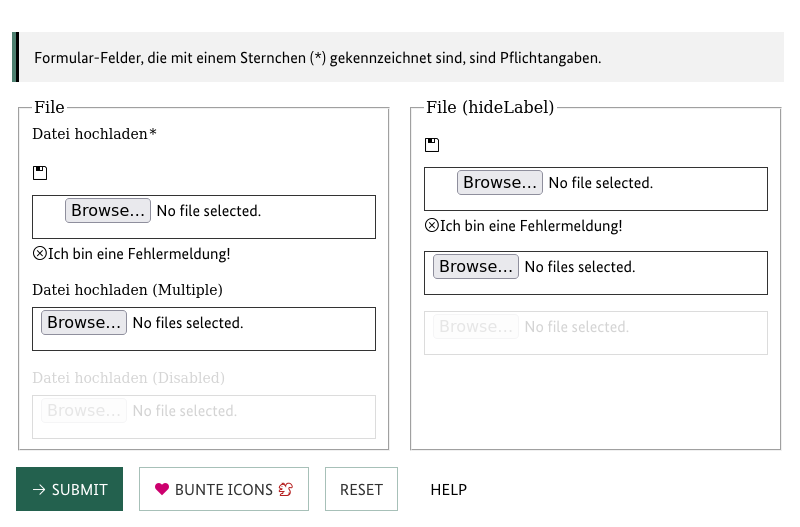 Formular-Felder, die mit einem Sternchen (*) gekennzeichnet sind, sind Pflichtangaben.
File
Datei hochladen*
Browse... No file selected.
Ich bin eine Fehlermeldung!
Datei hochladen (Multiple)
Browse... No files selected.
Datei hochladen (Disabled)
Browse... No file selected.
File (hideLabel)
Browse... No file selected.
Ich bin eine Fehlermeldung!
Browse... No files selected.
Browse... No file selected.
SUBMIT
BUNTE ICONS
RESET
HELP